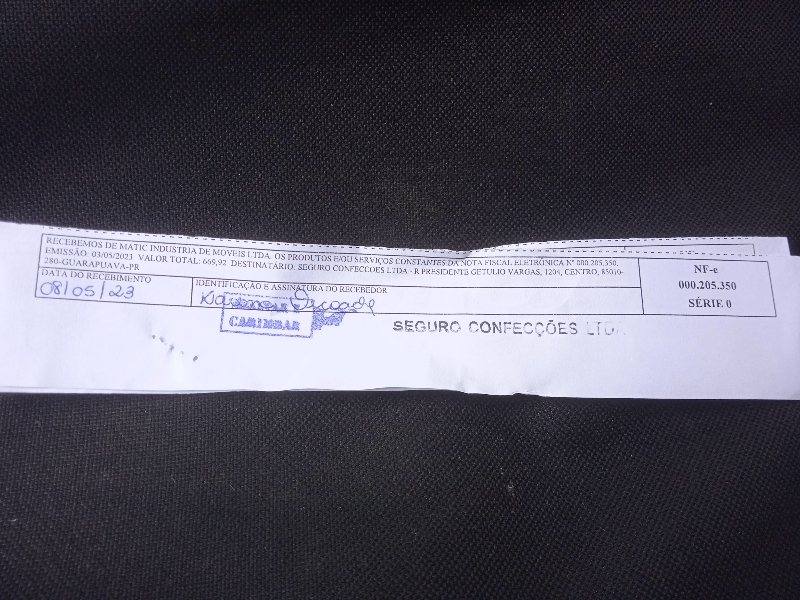 RECEBEMOS DE MATIC INDUSTRIA DE MOVEIS LTDA. OS PRODUTOS E/OU SERVIÇOS CONSTANTES DA NOTA FISCAL ELETRÔNICA Nº 000.205.350.
EMISSÃO: 03/05/2023 VALOR TOTAL: 669,92 DESTINATÁRIO: SEGURO CONFECCOES LTDA - R PRESIDENTE GETULIO VARGAS, 1204, CENTRO, 85010-
280-GUARAPUAVA-PR
DATA DO RECEBIMENTO
08/05/23
IDENTIFICAÇÃO E ASSINATURA DO RECEBEDOR
CARIMBAR
SEGURO CONFECÇÕES LTDA
NF-e
000.205.350
SÉRIE 0